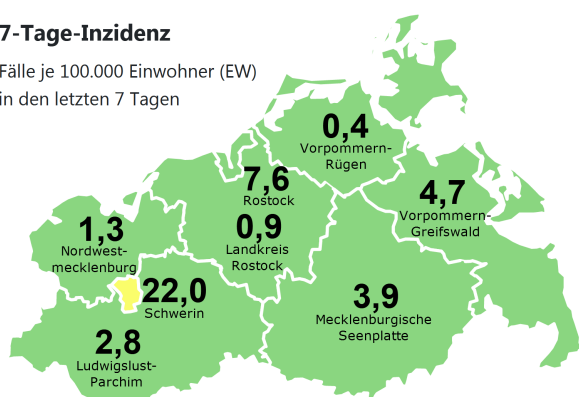 7-Tage-Inzidenz
Fälle je 100.000 Einwohner (EW)
in den letzten 7 Tagen
0,4
Vorpommern-
Rügen
7,6
Rostock
4,7
Vorpommern-
Greifswald
1,3
Nordwest-
mecklenburg
0,9
Landkreis
Rostock
22,0
Schwerin
3,9
Mecklenburgische
Seenplatte
2,8
Ludwigslust-
Parchim